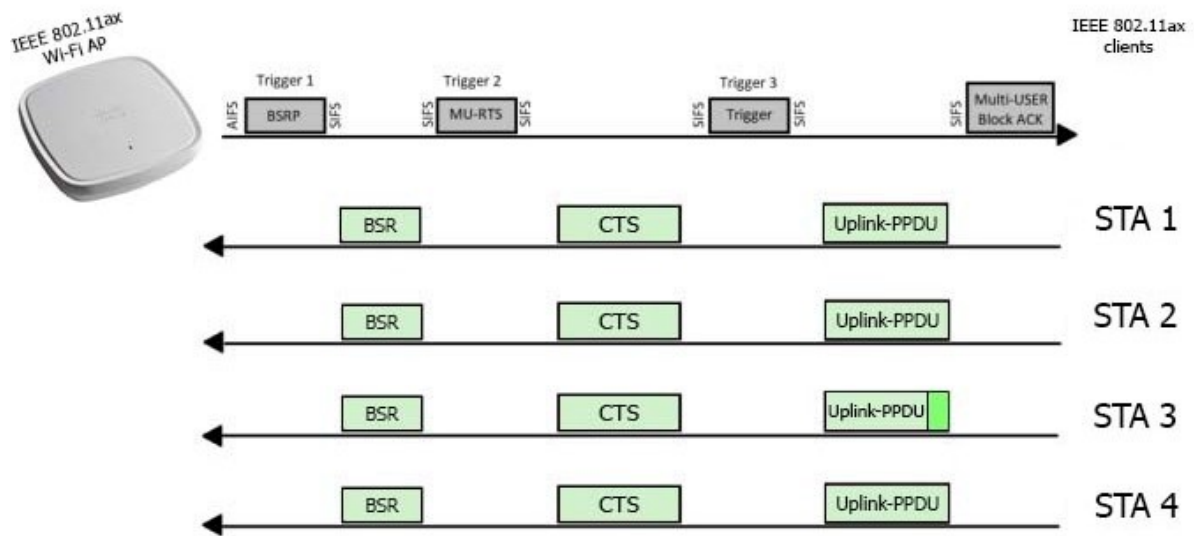 IEEE 802.11ax
Wi-Fi AP
IEEE 802.11ax
clients
Trigger 1
Trigger 2
Trigger 3
AIFS
BSRP
SIFS
SIFS
MU-RTS
SIFS
SIFS
Trigger
SIFS
SIFS
Multi-USER
Block ACK
BSR
CTS
Uplink-PPDU
STA 1
BSR
CTS
Uplink-PPDU
STA 2
BSR
CTS
Uplink-PPDU
STA 3
BSR
CTS
Uplink-PPDU
STA 4